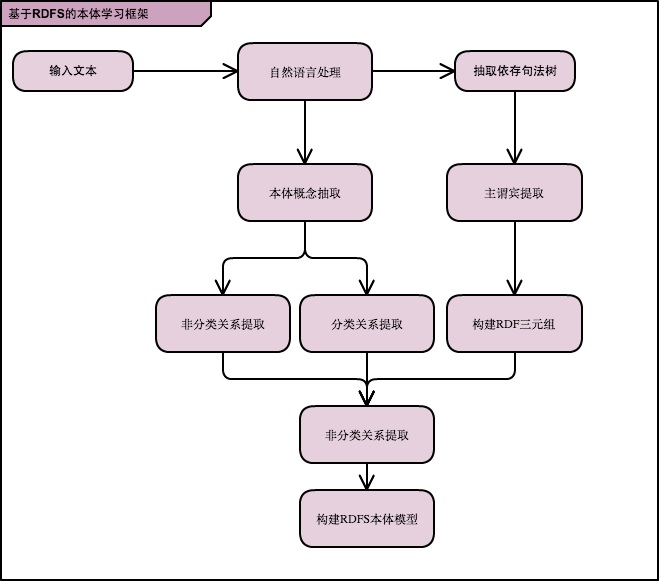 基于RDFS的本体学习框架
输入文本
自然语言处理
抽取依存句法树
本体概念抽取
主谓宾提取
非分类关系提取
分类关系提取
构建RDF三元组
非分类关系提取
构建RDFS本体模型